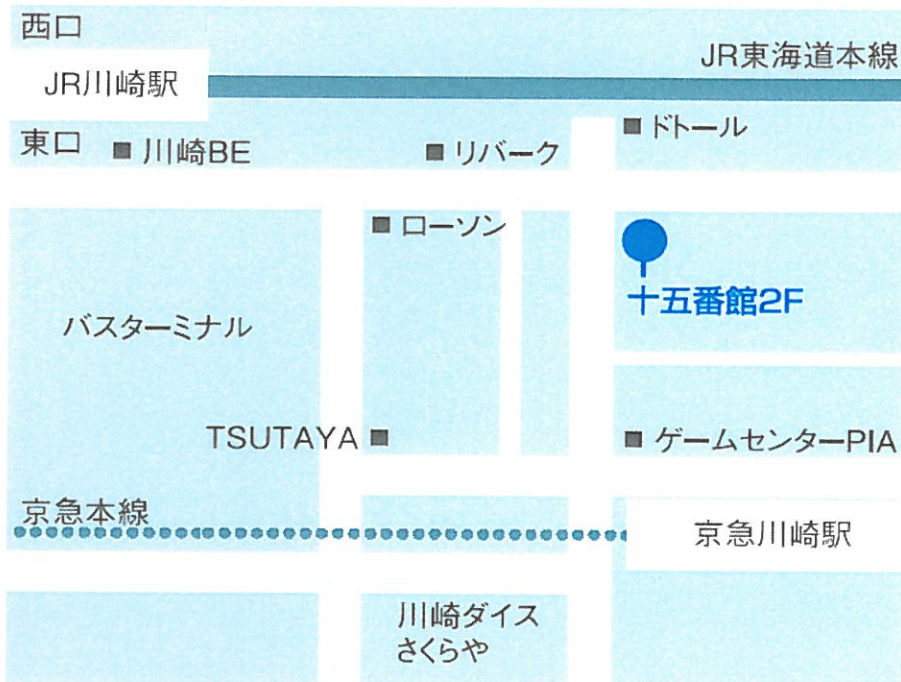 西口
JR川崎駅
JR東海道本線
東口
■ 川崎BE
■ リバーク
■ ドトール
■ ローソン
十五番館2F
バスターミナル
TSUTAYA ■
■ ゲームセンターPIA
京急本線
京急川崎駅
川崎ダイス
さくらや